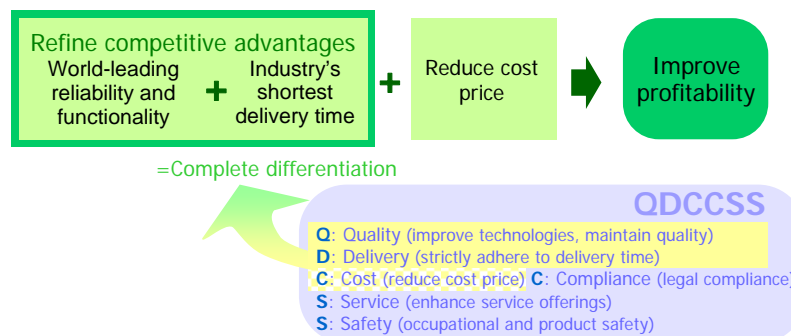 Refine competitive advantages
World-leading reliability and functionality
+
Industry's shortest delivery time
+
Reduce cost price
Improve profitability
=Complete differentiation
QDCCSS
Q: Quality (improve technologies, maintain quality)
D: Delivery (strictly adhere to delivery time)
C: Cost (reduce cost price) C: Compliance (legal compliance)
S: Service (enhance service offerings)
S: Safety (occupational and product safety)